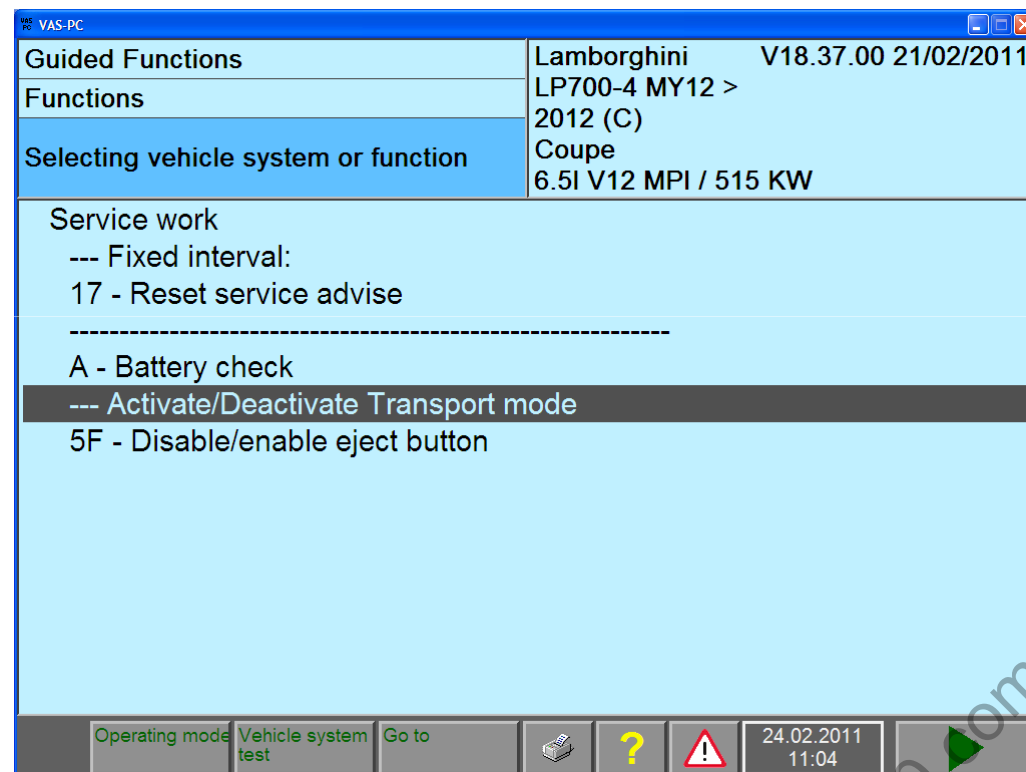 VAS PC VAS-PC
Guided Functions
Functions
Selecting vehicle system or function
Lamborghini V18.37.00 21/02/2011
LP700-4 MY12 >
2012 (C)
Coupe
6.5l V12 MPI / 515 KW
Service work
--- Fixed interval:
17 - Reset service advise
------------------------------------------------------------
A - Battery check
--- Activate/Deactivate Transport mode
5F - Disable/enable eject button
Operating mode
Vehicle system
test
Go to
?
!
24.02.2011
11:04
.com